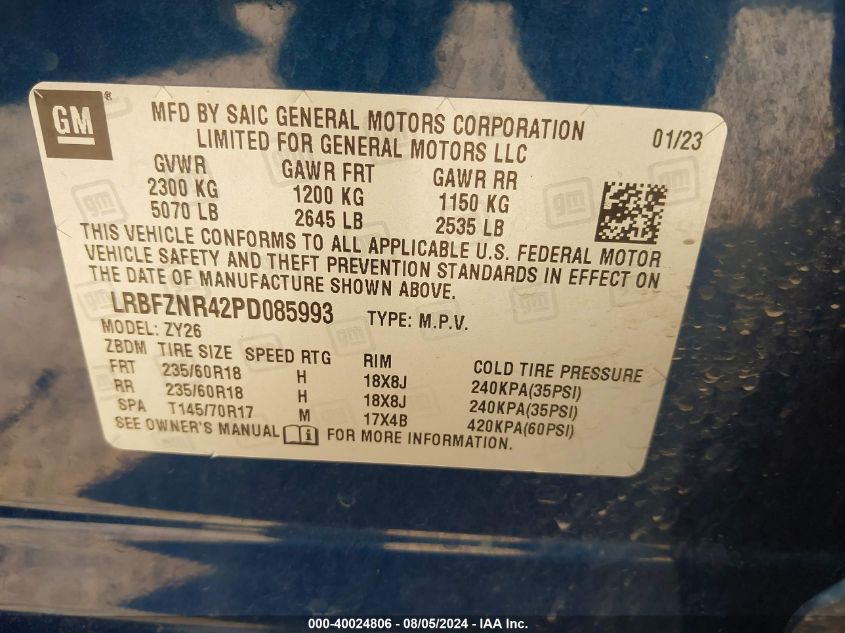 GM
MFD BY SAIC GENERAL MOTORS CORPORATION
LIMITED FOR GENERAL MOTORS LLC
01/23
GVWR GAWR FRT GAWR RR
2300 KG 1200 KG 1150 KG
5070 LB 2645 LB 2535 LB
THIS VEHICLE CONFORMS TO ALL APPLICABLE U.S. FEDERAL MOTOR
VEHICLE SAFETY AND THEFT PREVENTION STANDARDS IN EFFECT ON
THE DATE OF MANUFACTURE SHOWN ABOVE.
LRBFZNR42PD085993 TYPE: M.P.V.
MODEL: ZY26
ZBDM TIRE SIZE SPEED RTG RIM COLD TIRE PRESSURE
FRT 235/60R18 H 18X8J 240KPA(35PSI)
RR 235/60R18 H 18X8J 240KPA(35PSI)
SPA T145/70R17 M 17X4B 420KPA(60PSI)
SEE OWNER'S MANUAL FOR MORE INFORMATION.
000-40024806 - 08/05/2024 - IAA Inc.